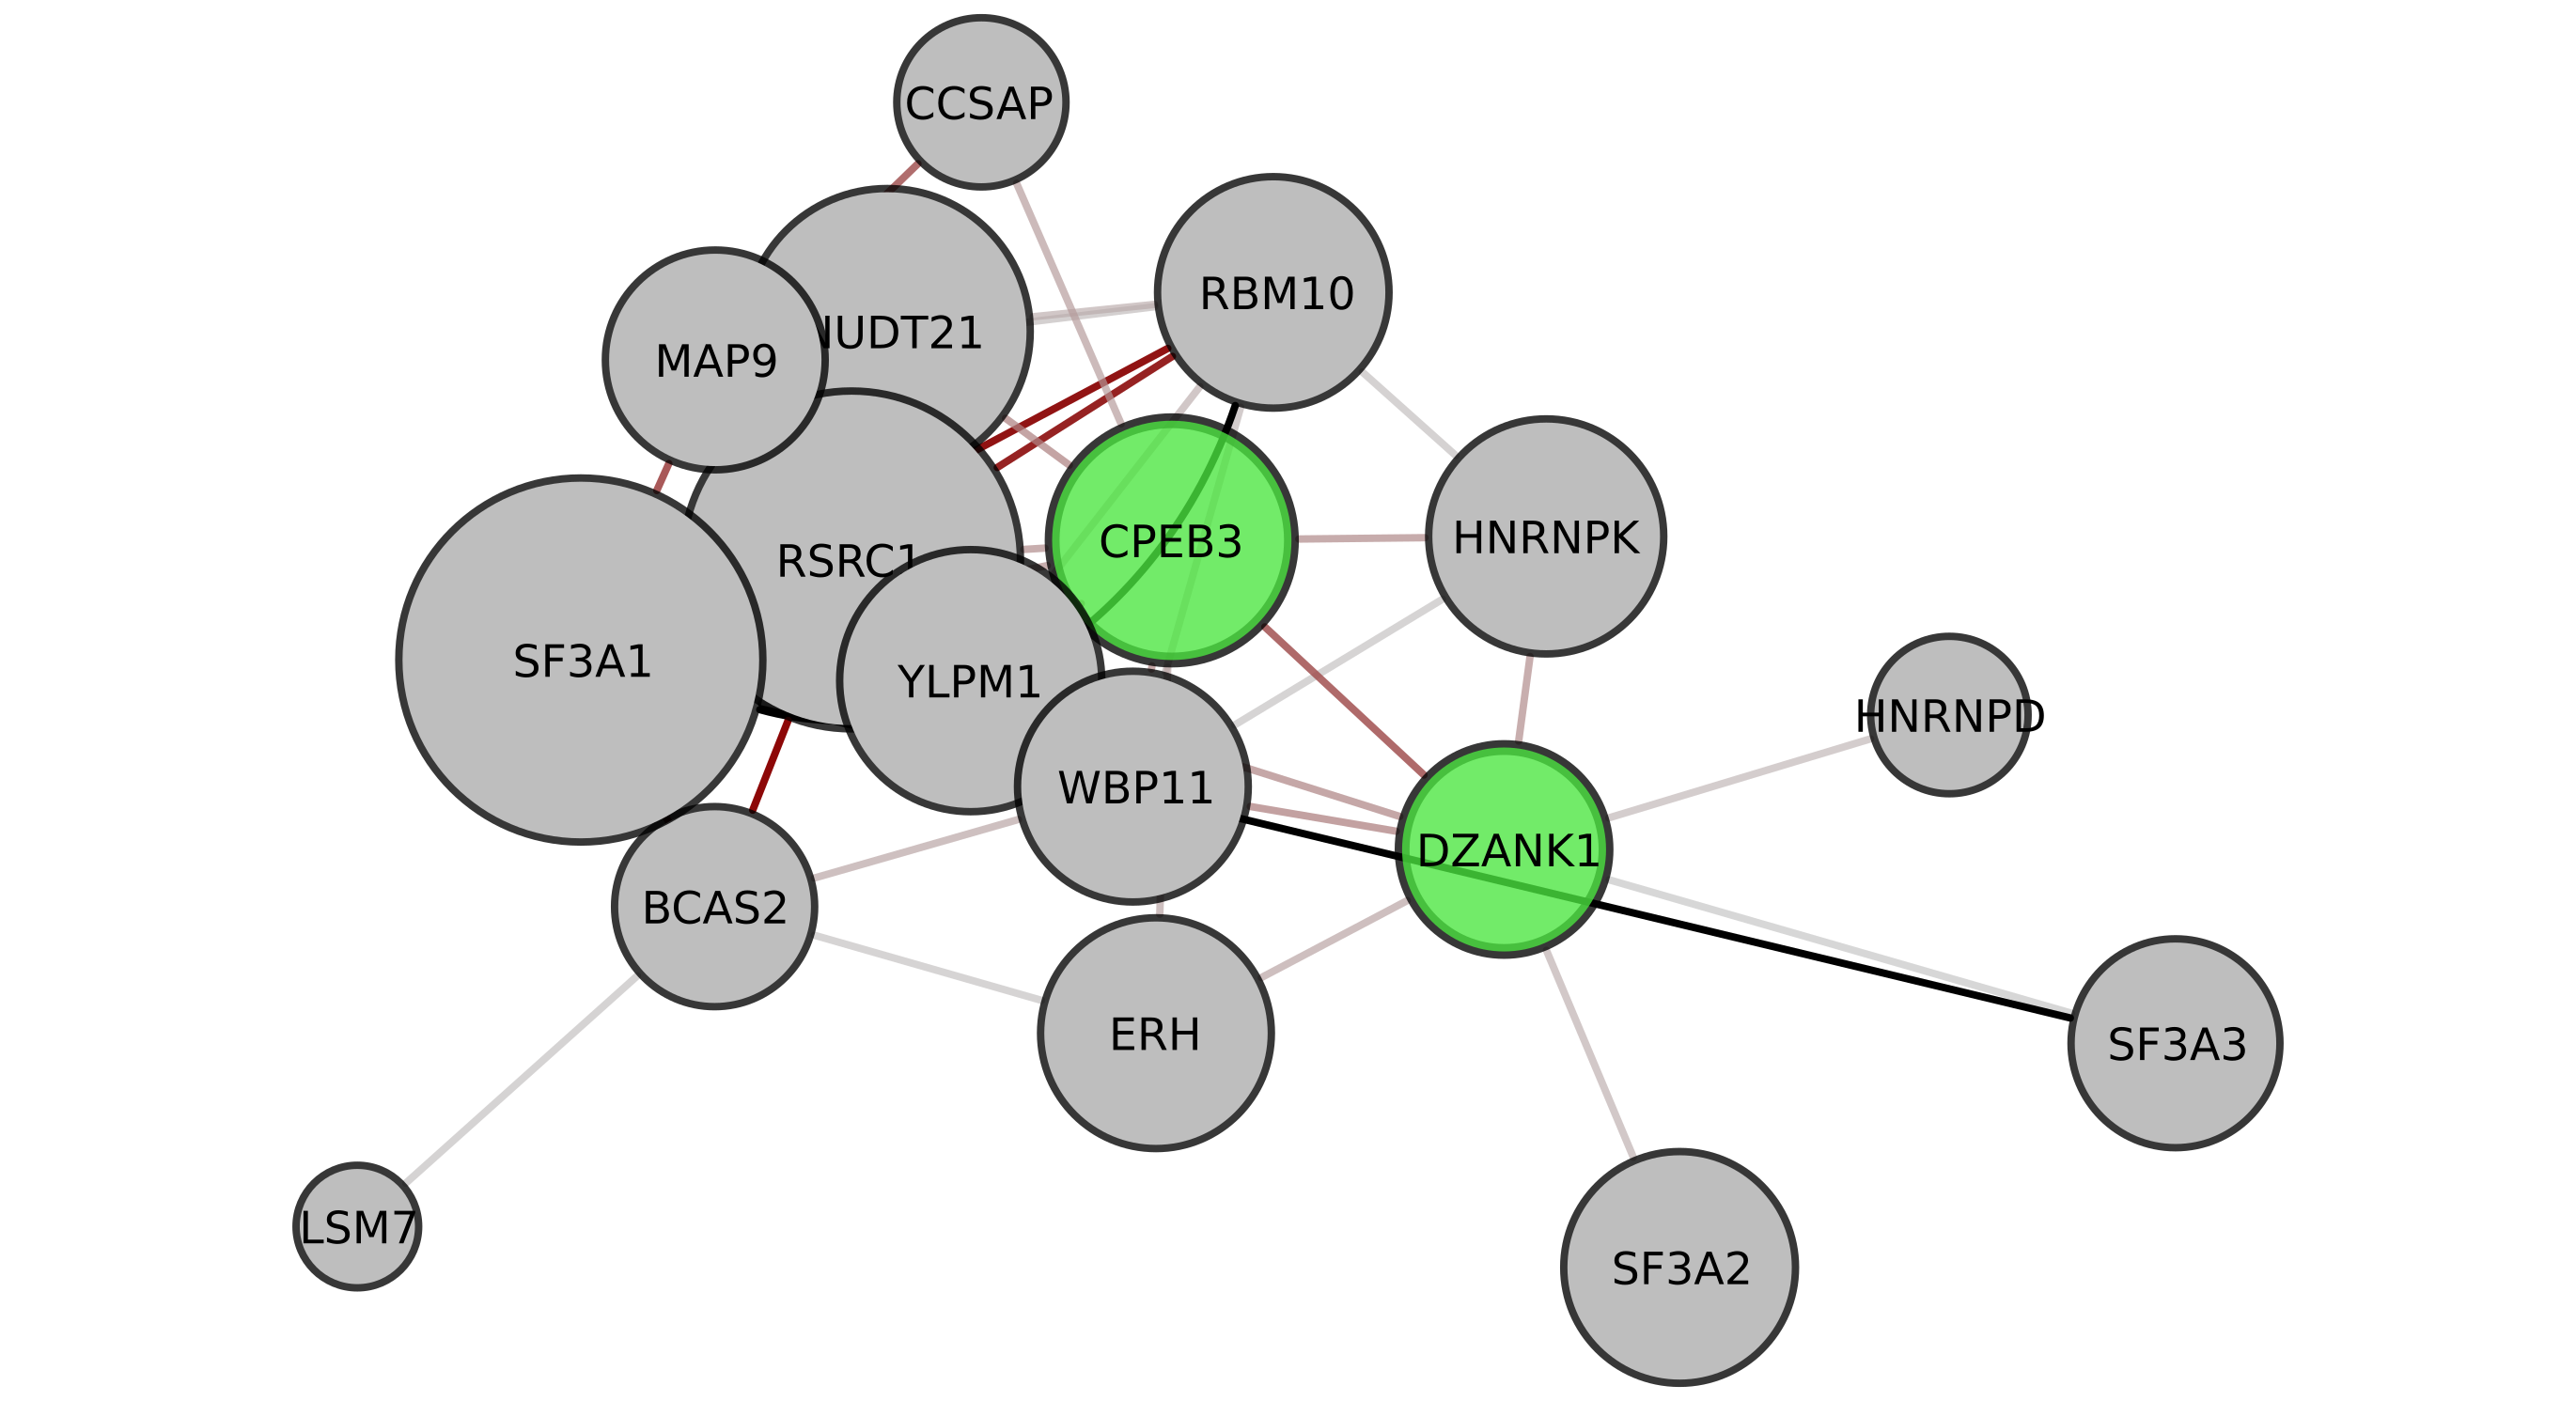 CCSAP
RBM10
NUDT21
MAP9
HNRNPK
CPEB3
RSRC1
SF3A1
YLPM1
HNRNPD
WBP11
DZANK1
BCAS2
ERH
SF3A3
LSM7
SF3A2